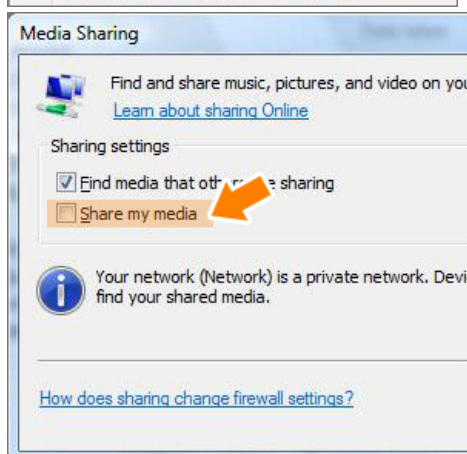 Media Sharing
Find and share music, pictures, and video on you
Learn about sharing Online
Sharing settings
Find media that oth e sharing
Share my media
Your network (Network) is a private network. Devi
find your shared media.
How does sharing change firewall settings?